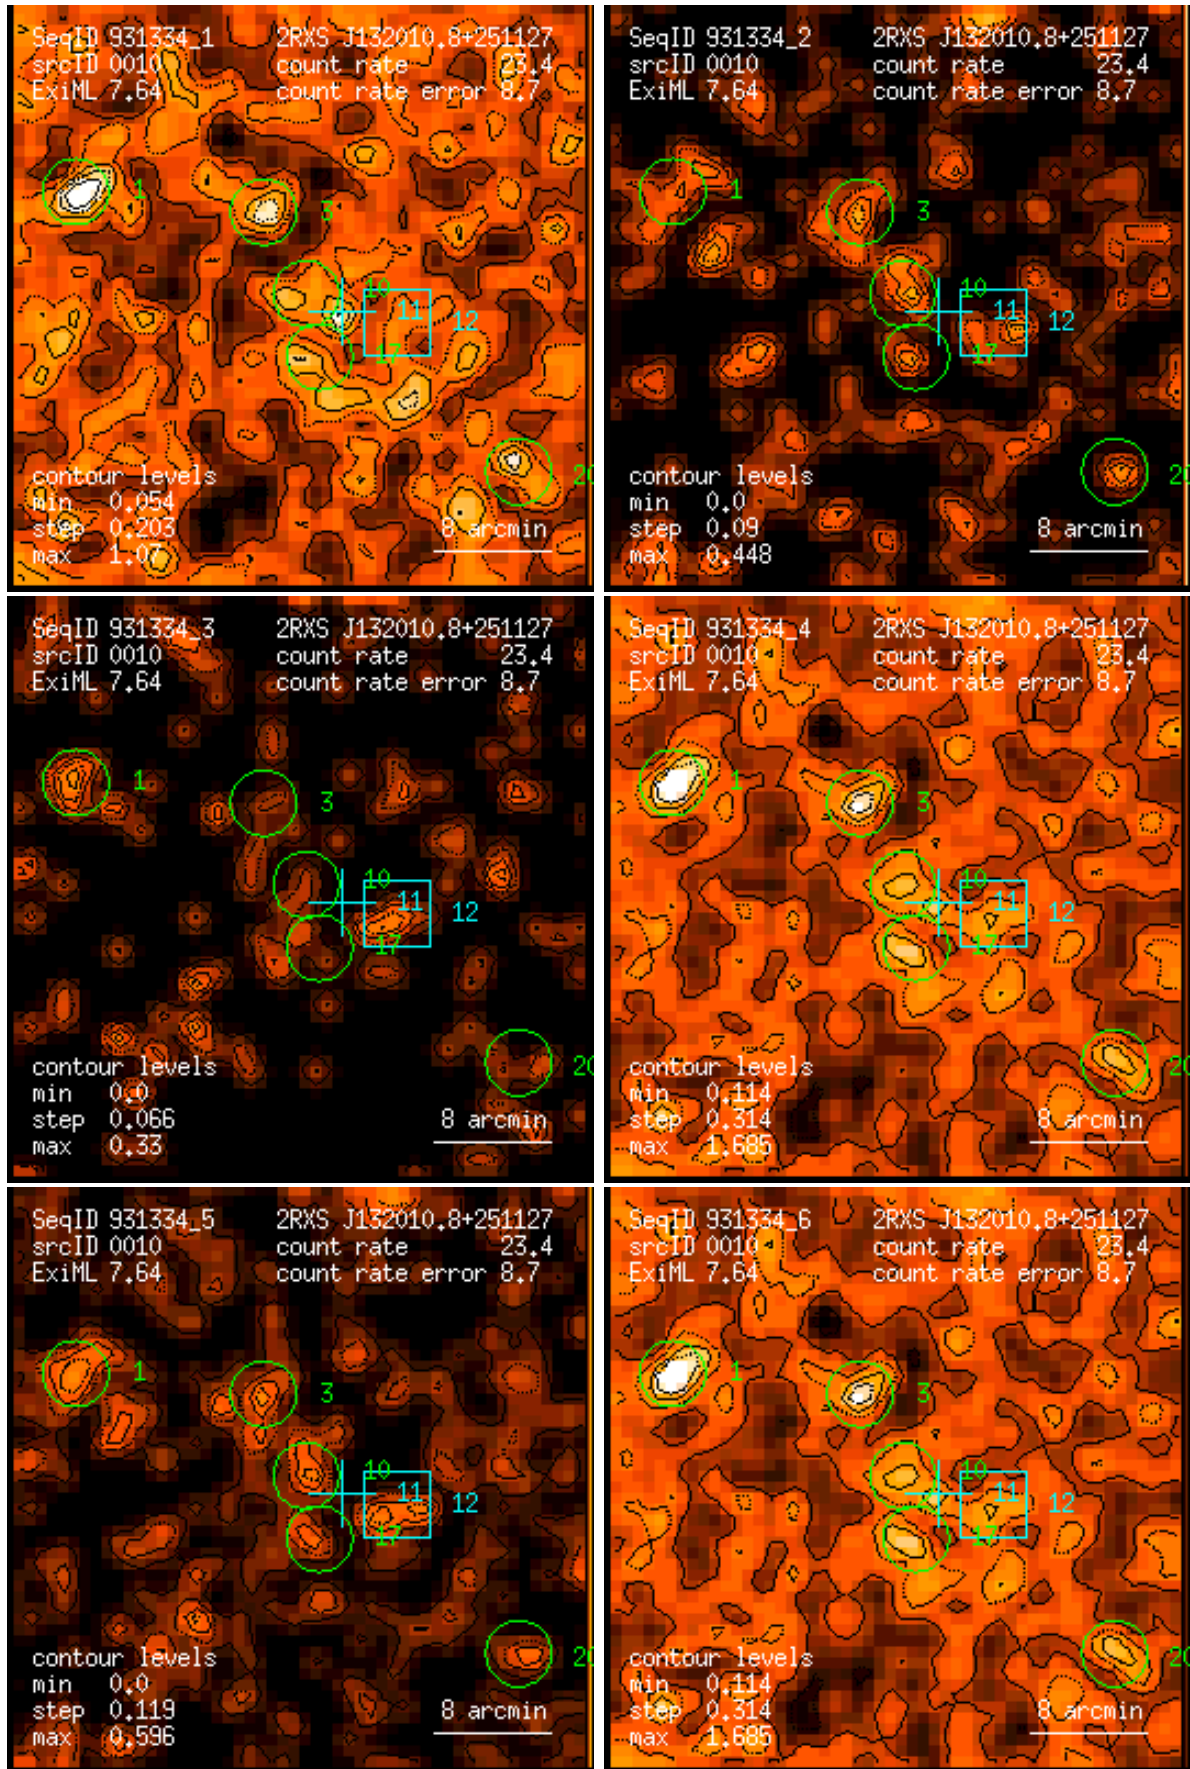 SeqID 931334_1 2RXS J132010.8+251127
srcID 0010 count rate 23.4
ExiML 7.64 count rate error 8.7
1
3
10
11 12
17
20
contour levels
min 0.054
step 0.203 8 arcmin
max 1.07
SeqID 931334_2 2RXS J132010.8+251127
srcID 0010 count rate 23.4
ExiML 7.64 count rate error 8.7
1
3
10
11 12
17
20
contour levels
min 0.0
step 0.09 8 arcmin
max 0.448
SeqID 931334_3 2RXS J132010.8+251127
srcID 0010 count rate 23.4
ExiML 7.64 count rate error 8.7
1
3
10
11 12
17
20
contour levels
min 0.0
step 0.066 8 arcmin
max 0.33
SeqID 931334_4 2RXS J132010.8+251127
srcID 0010 count rate 23.4
ExiML 7.64 count rate error 8.7
1
3
10
11 12
17
20
contour levels
min 0.114
step 0.314 8 arcmin
max 1.685
SeqID 931334_5 2RXS J132010.8+251127
srcID 0010 count rate 23.4
ExiML 7.64 count rate error 8.7
1
3
10
11 12
17
20
contour levels
min 0.0
step 0.119 8 arcmin
max 0.596
SeqID 931334_6 2RXS J132010.8+251127
srcID 0010 count rate 23.4
ExiML 7.64 count rate error 8.7
1
3
10
11 12
17
20
contour levels
min 0.114
step 0.314 8 arcmin
max 1.685